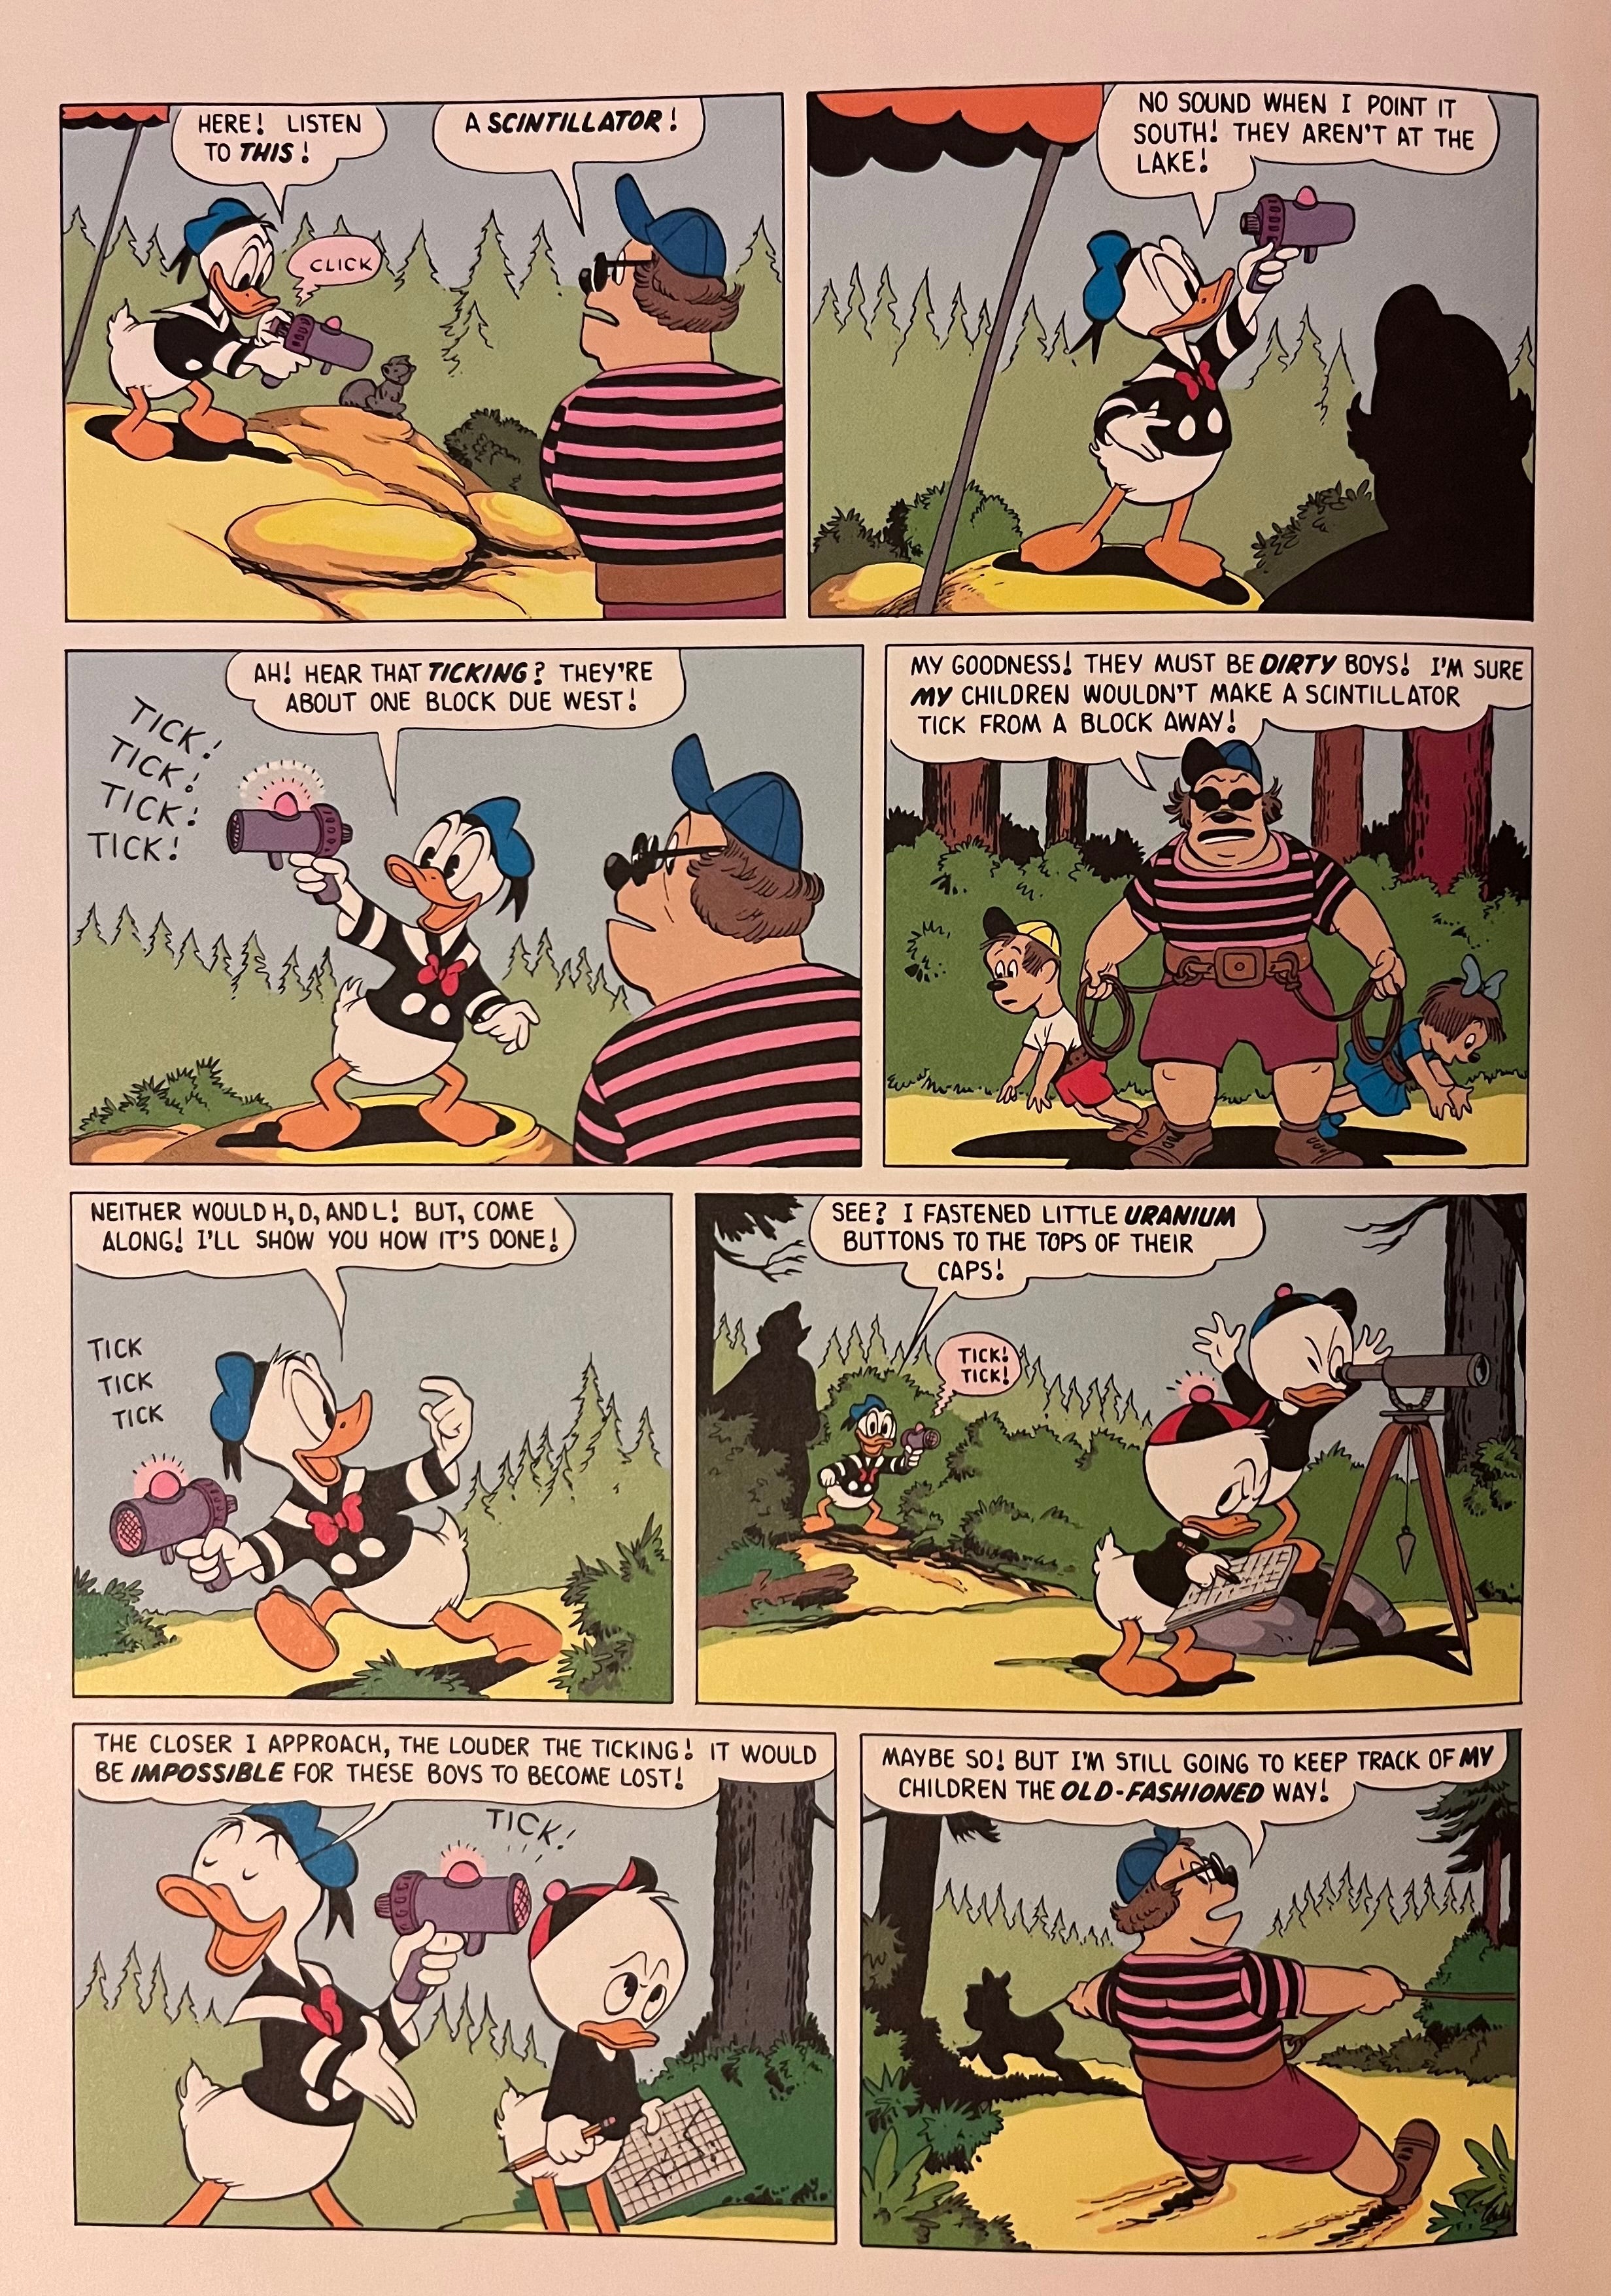 HERE! LISTEN
TO THIS!
CLICK
A SCINTILLATOR!
NO SOUND WHEN I POINT IT
SOUTH! THEY AREN'T AT THE
LAKE!
AH! HEAR THAT TICKING? THEY'RE
ABOUT ONE BLOCK DUE WEST!
TICK!
TICK!
TICK!
TICK!
MY GOODNESS! THEY MUST BE DIRTY BOYS! I'M SURE
MY CHILDREN WOULDN'T MAKE A SCINTILLATOR
TICK FROM A BLOCK AWAY!
NEITHER WOULD H, D, AND L! BUT, COME
ALONG! I'LL SHOW YOU HOW IT'S DONE!
TICK
TICK
TICK
SEE? I FASTENED LITTLE URANIUM
BUTTONS TO THE TOPS OF THEIR
CAPS!
TICK!
TICK!
THE CLOSER I APPROACH, THE LOUDER THE TICKING! IT WOULD
BE IMPOSSIBLE FOR THESE BOYS TO BECOME LOST!
TICK!
MAYBE SO! BUT I'M STILL GOING TO KEEP TRACK OF MY
CHILDREN THE OLD-FASHIONED WAY!